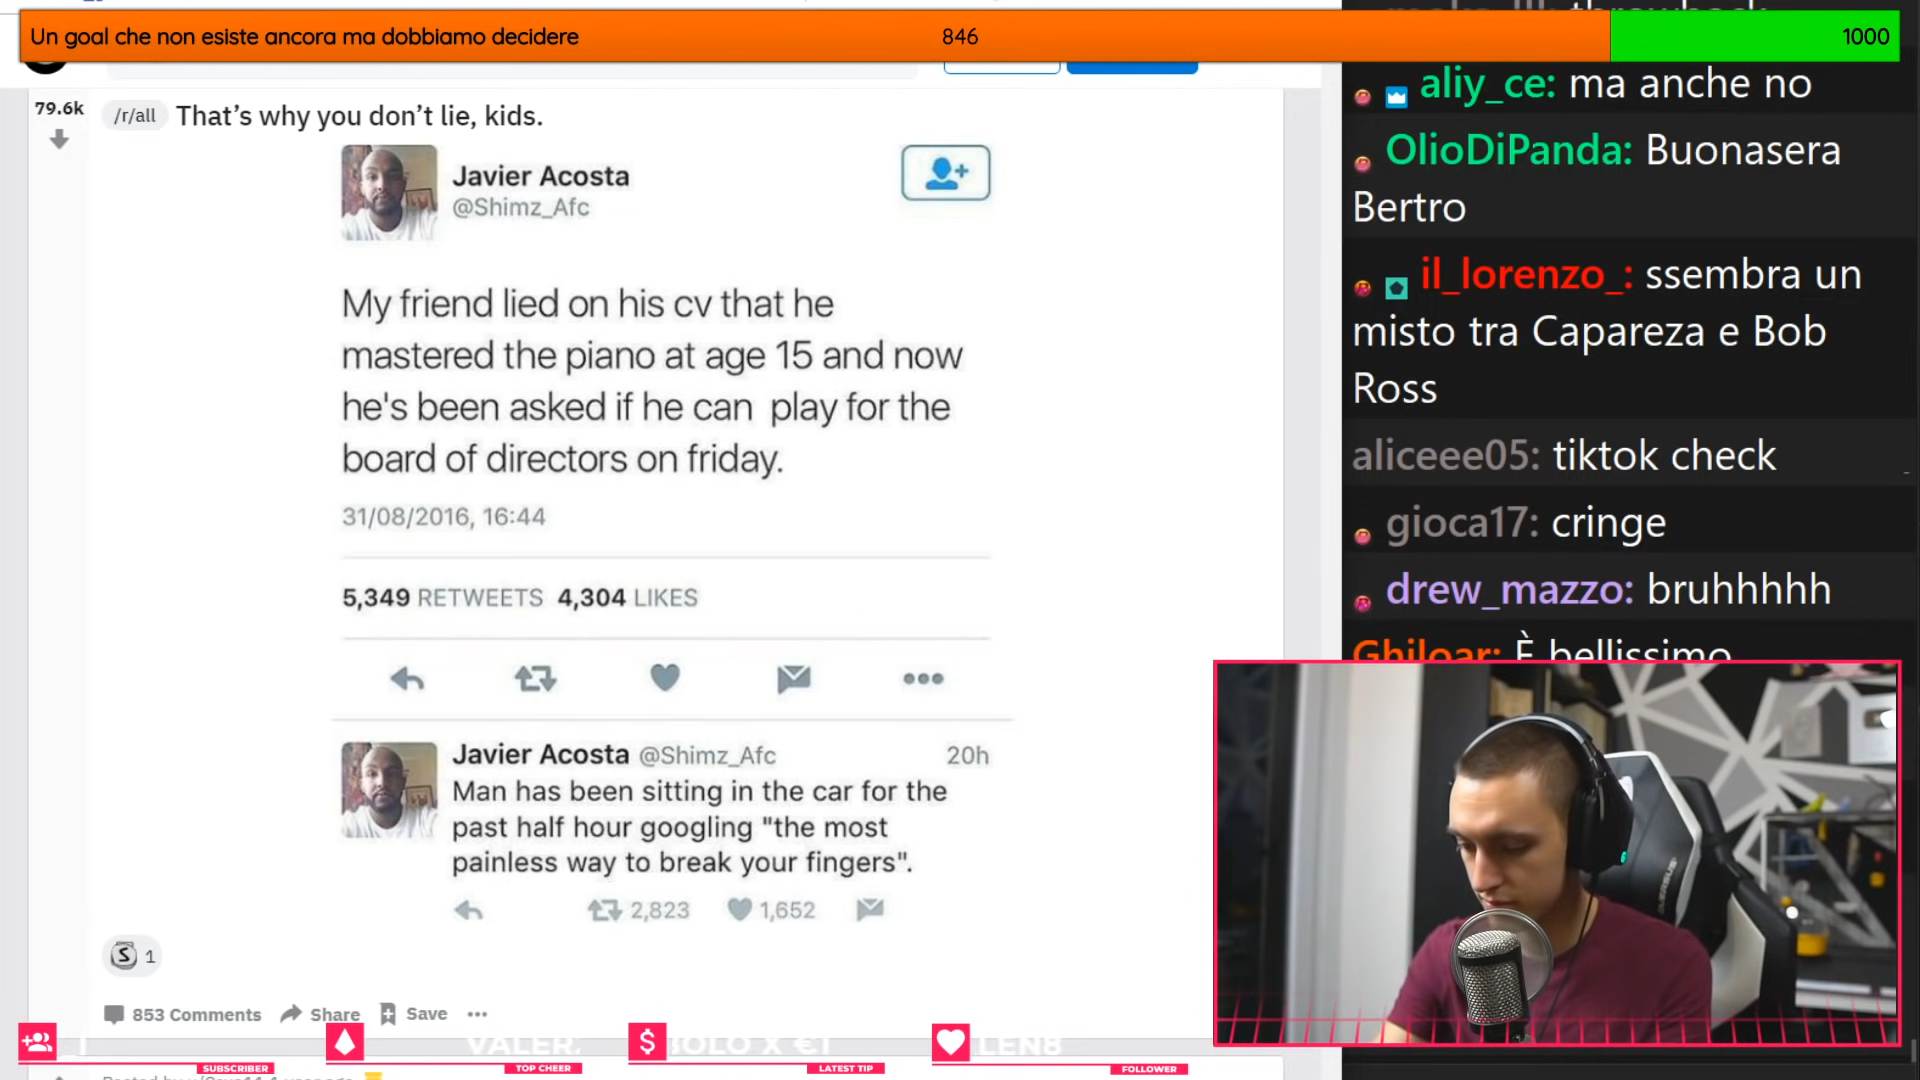 Un goal che non esiste ancora ma dobbiamo decidere
846
1000
79.6k
/r/all That’s why you don’t lie, kids.
Javier Acosta
@Shimz_Afc
My friend lied on his cv that he
mastered the piano at age 15 and now
he's been asked if he can play for the
board of directors on friday.
31/08/2016, 16:44
5,349 RETWEETS 4,304 LIKES
Javier Acosta @Shimz_Afc 20h
Man has been sitting in the car for the
past half hour googling "the most
painless way to break your fingers".
2,823 1,652
S 1
853 Comments Share Save
SUBSCRIBER
TOP CHEER
LATEST TIP
LEN8
FOLLOWER
aliy_ce: ma anche no
OlioDiPanda: Buonasera
Bertro
il_lorenzo_: ssembra un
misto tra Capareza e Bob
Ross
aliceee05: tiktok check
gioca17: cringe
drew_mazzo: bruhhhhh
Ghiloar: È bellissimo